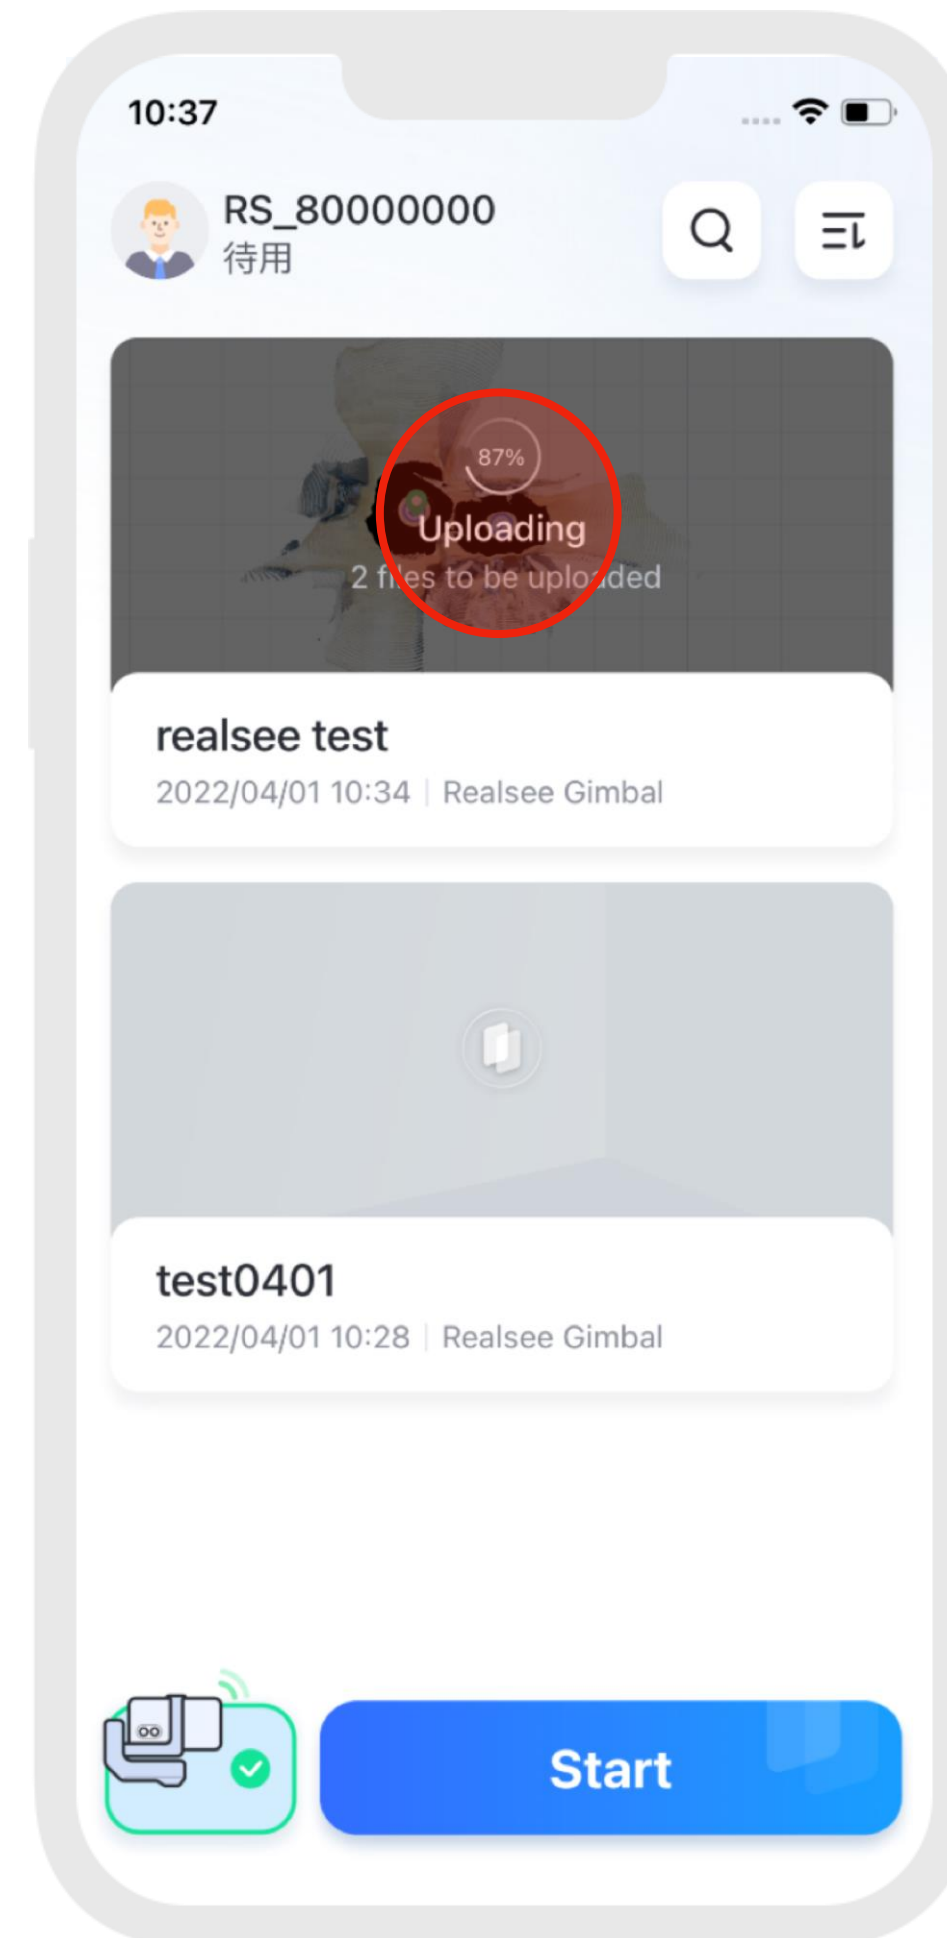 10:37
RS_80000000
待用
87%
Uploading
2 files to be uploaded
realsee test
2022/04/01 10:34 | Realsee Gimbal
test0401
2022/04/01 10:28 | Realsee Gimbal
Start